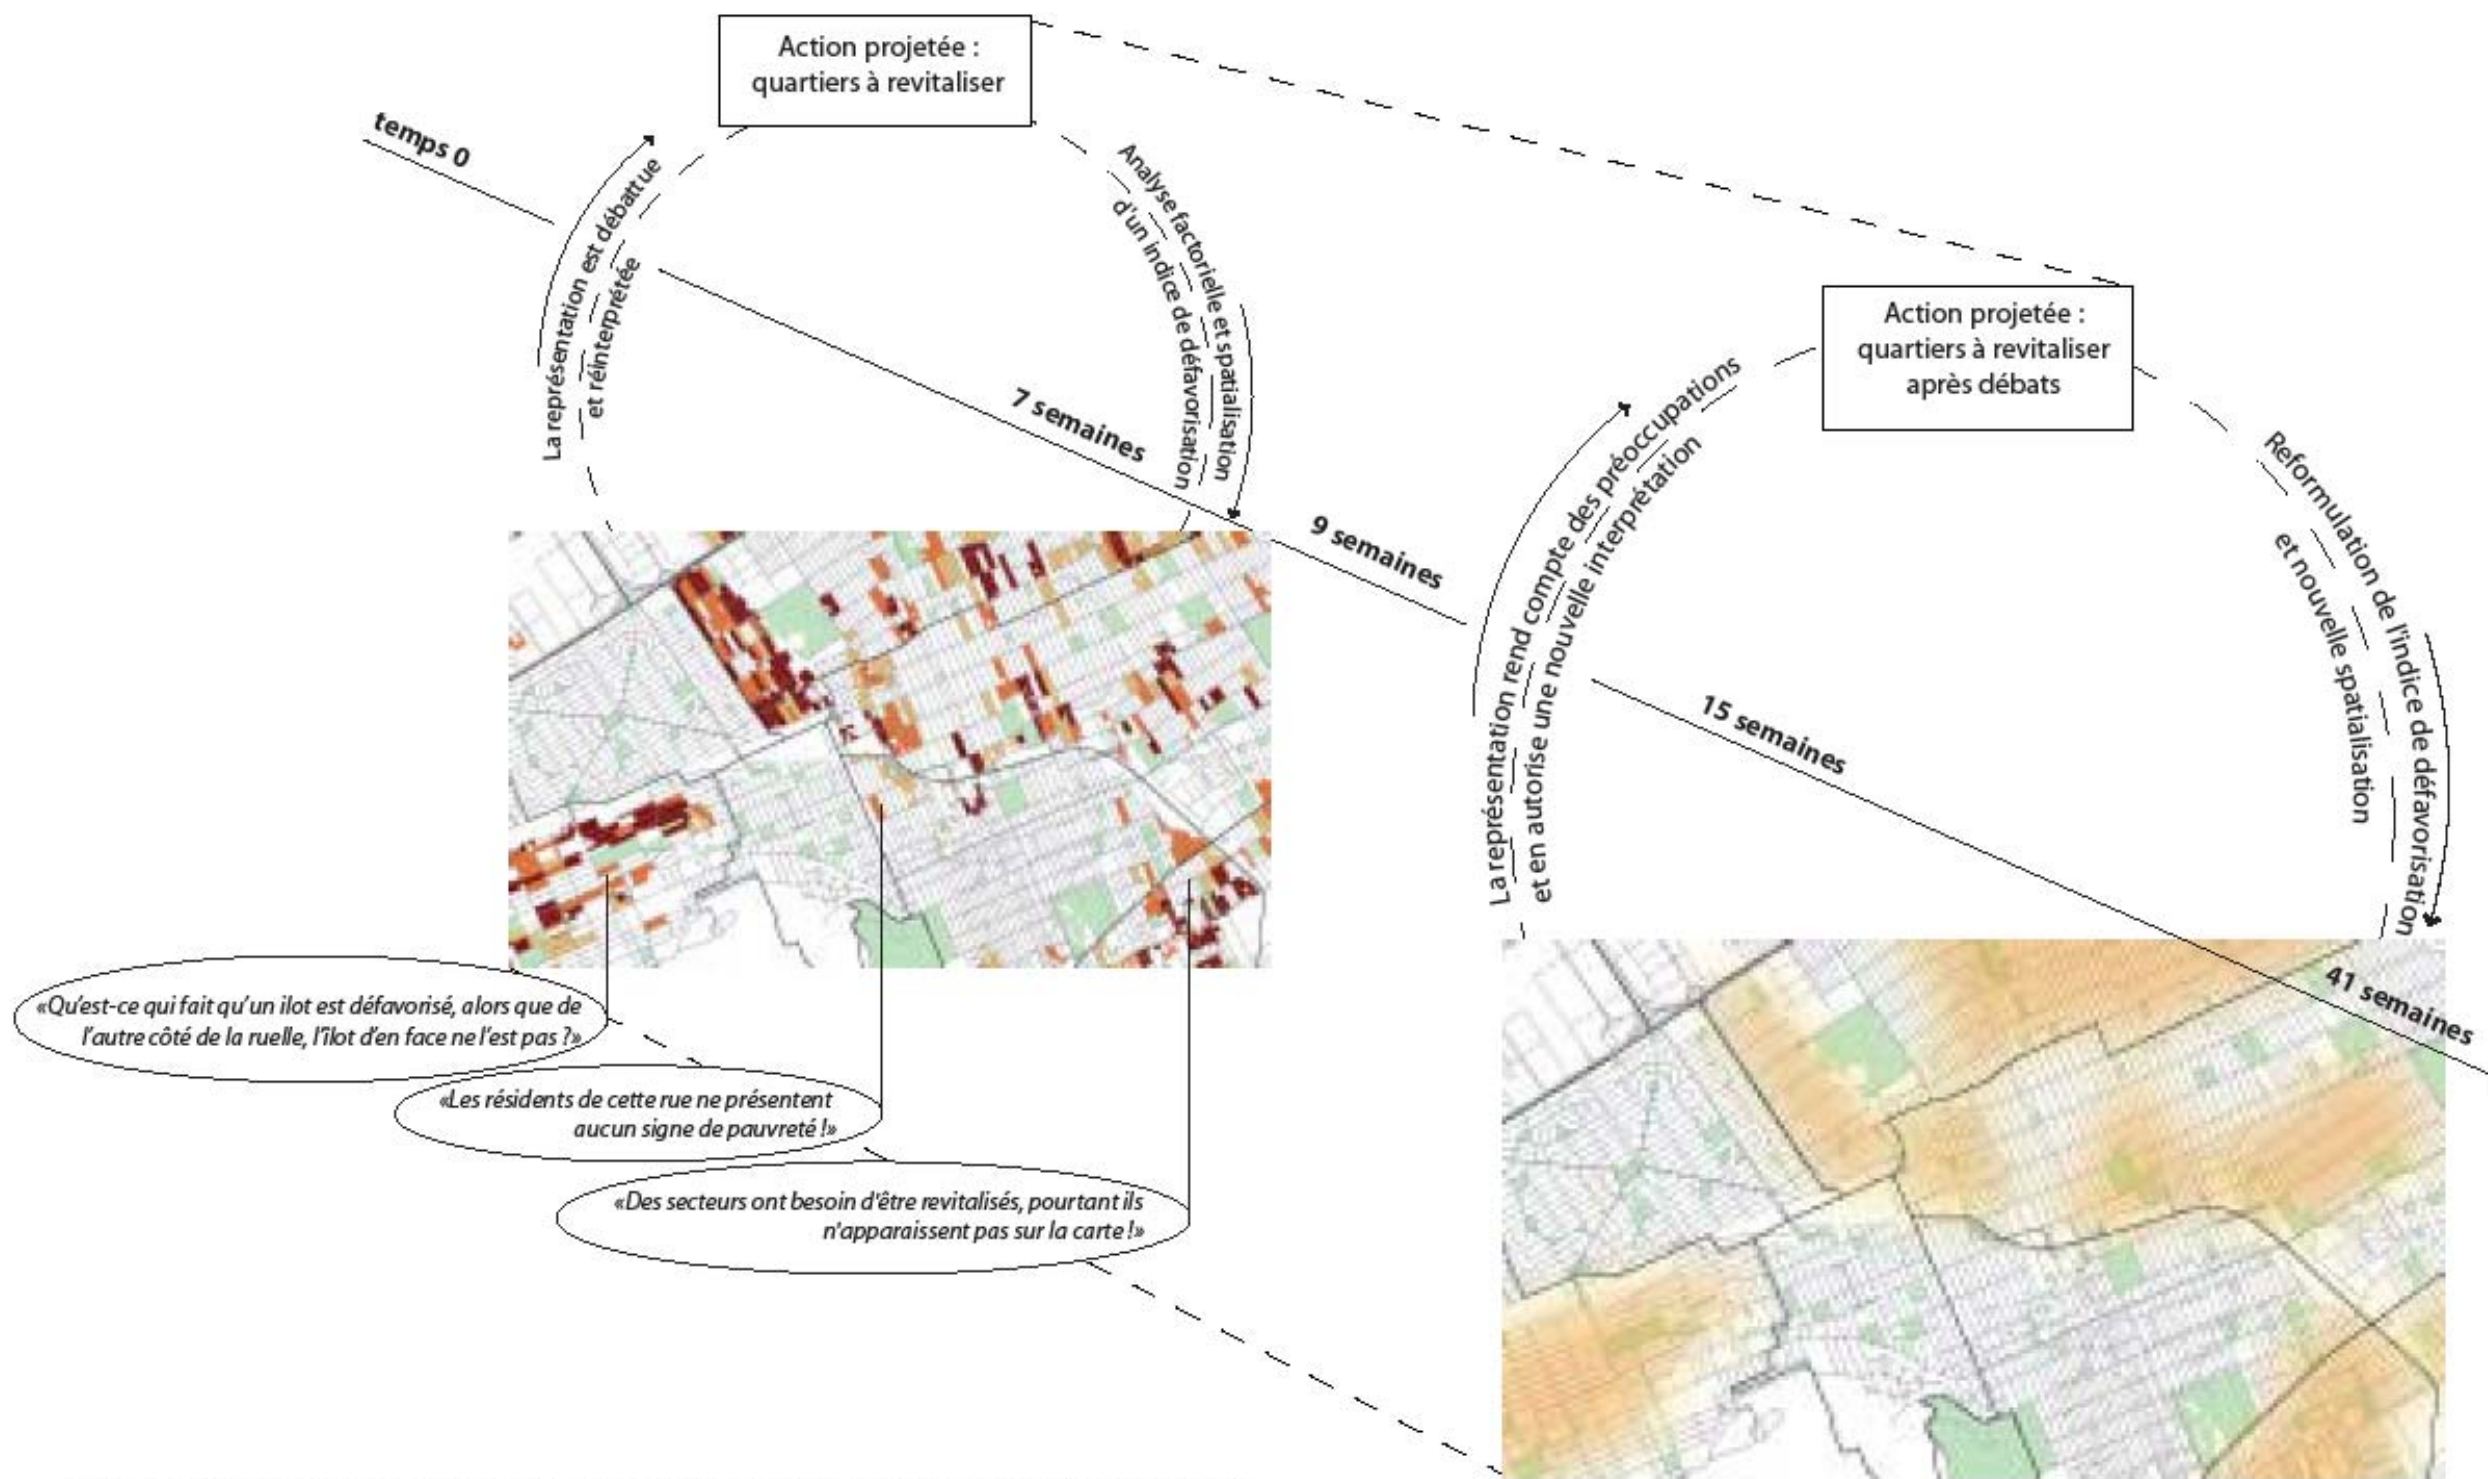 Action projetée :
quartiers à revitaliser
temps 0
La représentation est débattue
et réinterprétée
Analyse factorielle et spatialisation
d'un indice de défavorisation
7 semaines
9 semaines
Action projetée :
quartiers à revitaliser
après débats
La représentation rend compte des préoccupations
et en autorise une nouvelle interprétation
Reformulation de l'indice de défavorisation
et nouvelle spatialisation
15 semaines
41 semaines
«Qu'est-ce qui fait qu'un ilot est défavorisé, alors que de
l'autre côté de la ruelle, l'îlot d'en face ne l'est pas ?»
«Les résidents de cette rue ne présentent
aucun signe de pauvreté !»
«Des secteurs ont besoin d'être revitalisés, pourtant ils
n'apparaissent pas sur la carte !»